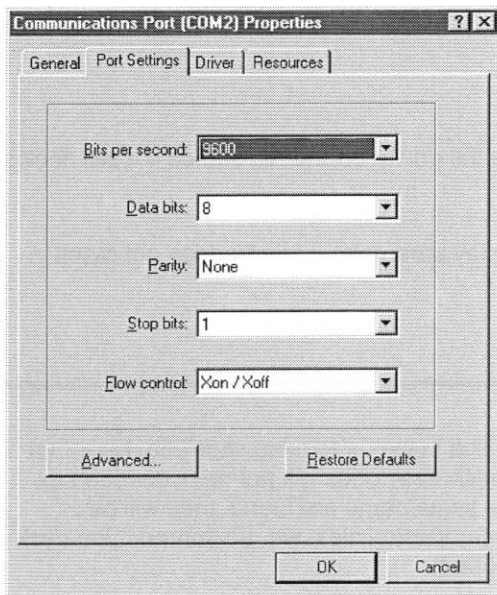 Communications Port (COM2) Properties
General Port Settings Driver Resources
Bits per second: 9600
Data bits: 8
Parity: None
Stop bits: 1
Flow control: Xon / Xoff
Advanced... Restore Defaults
OK Cancel